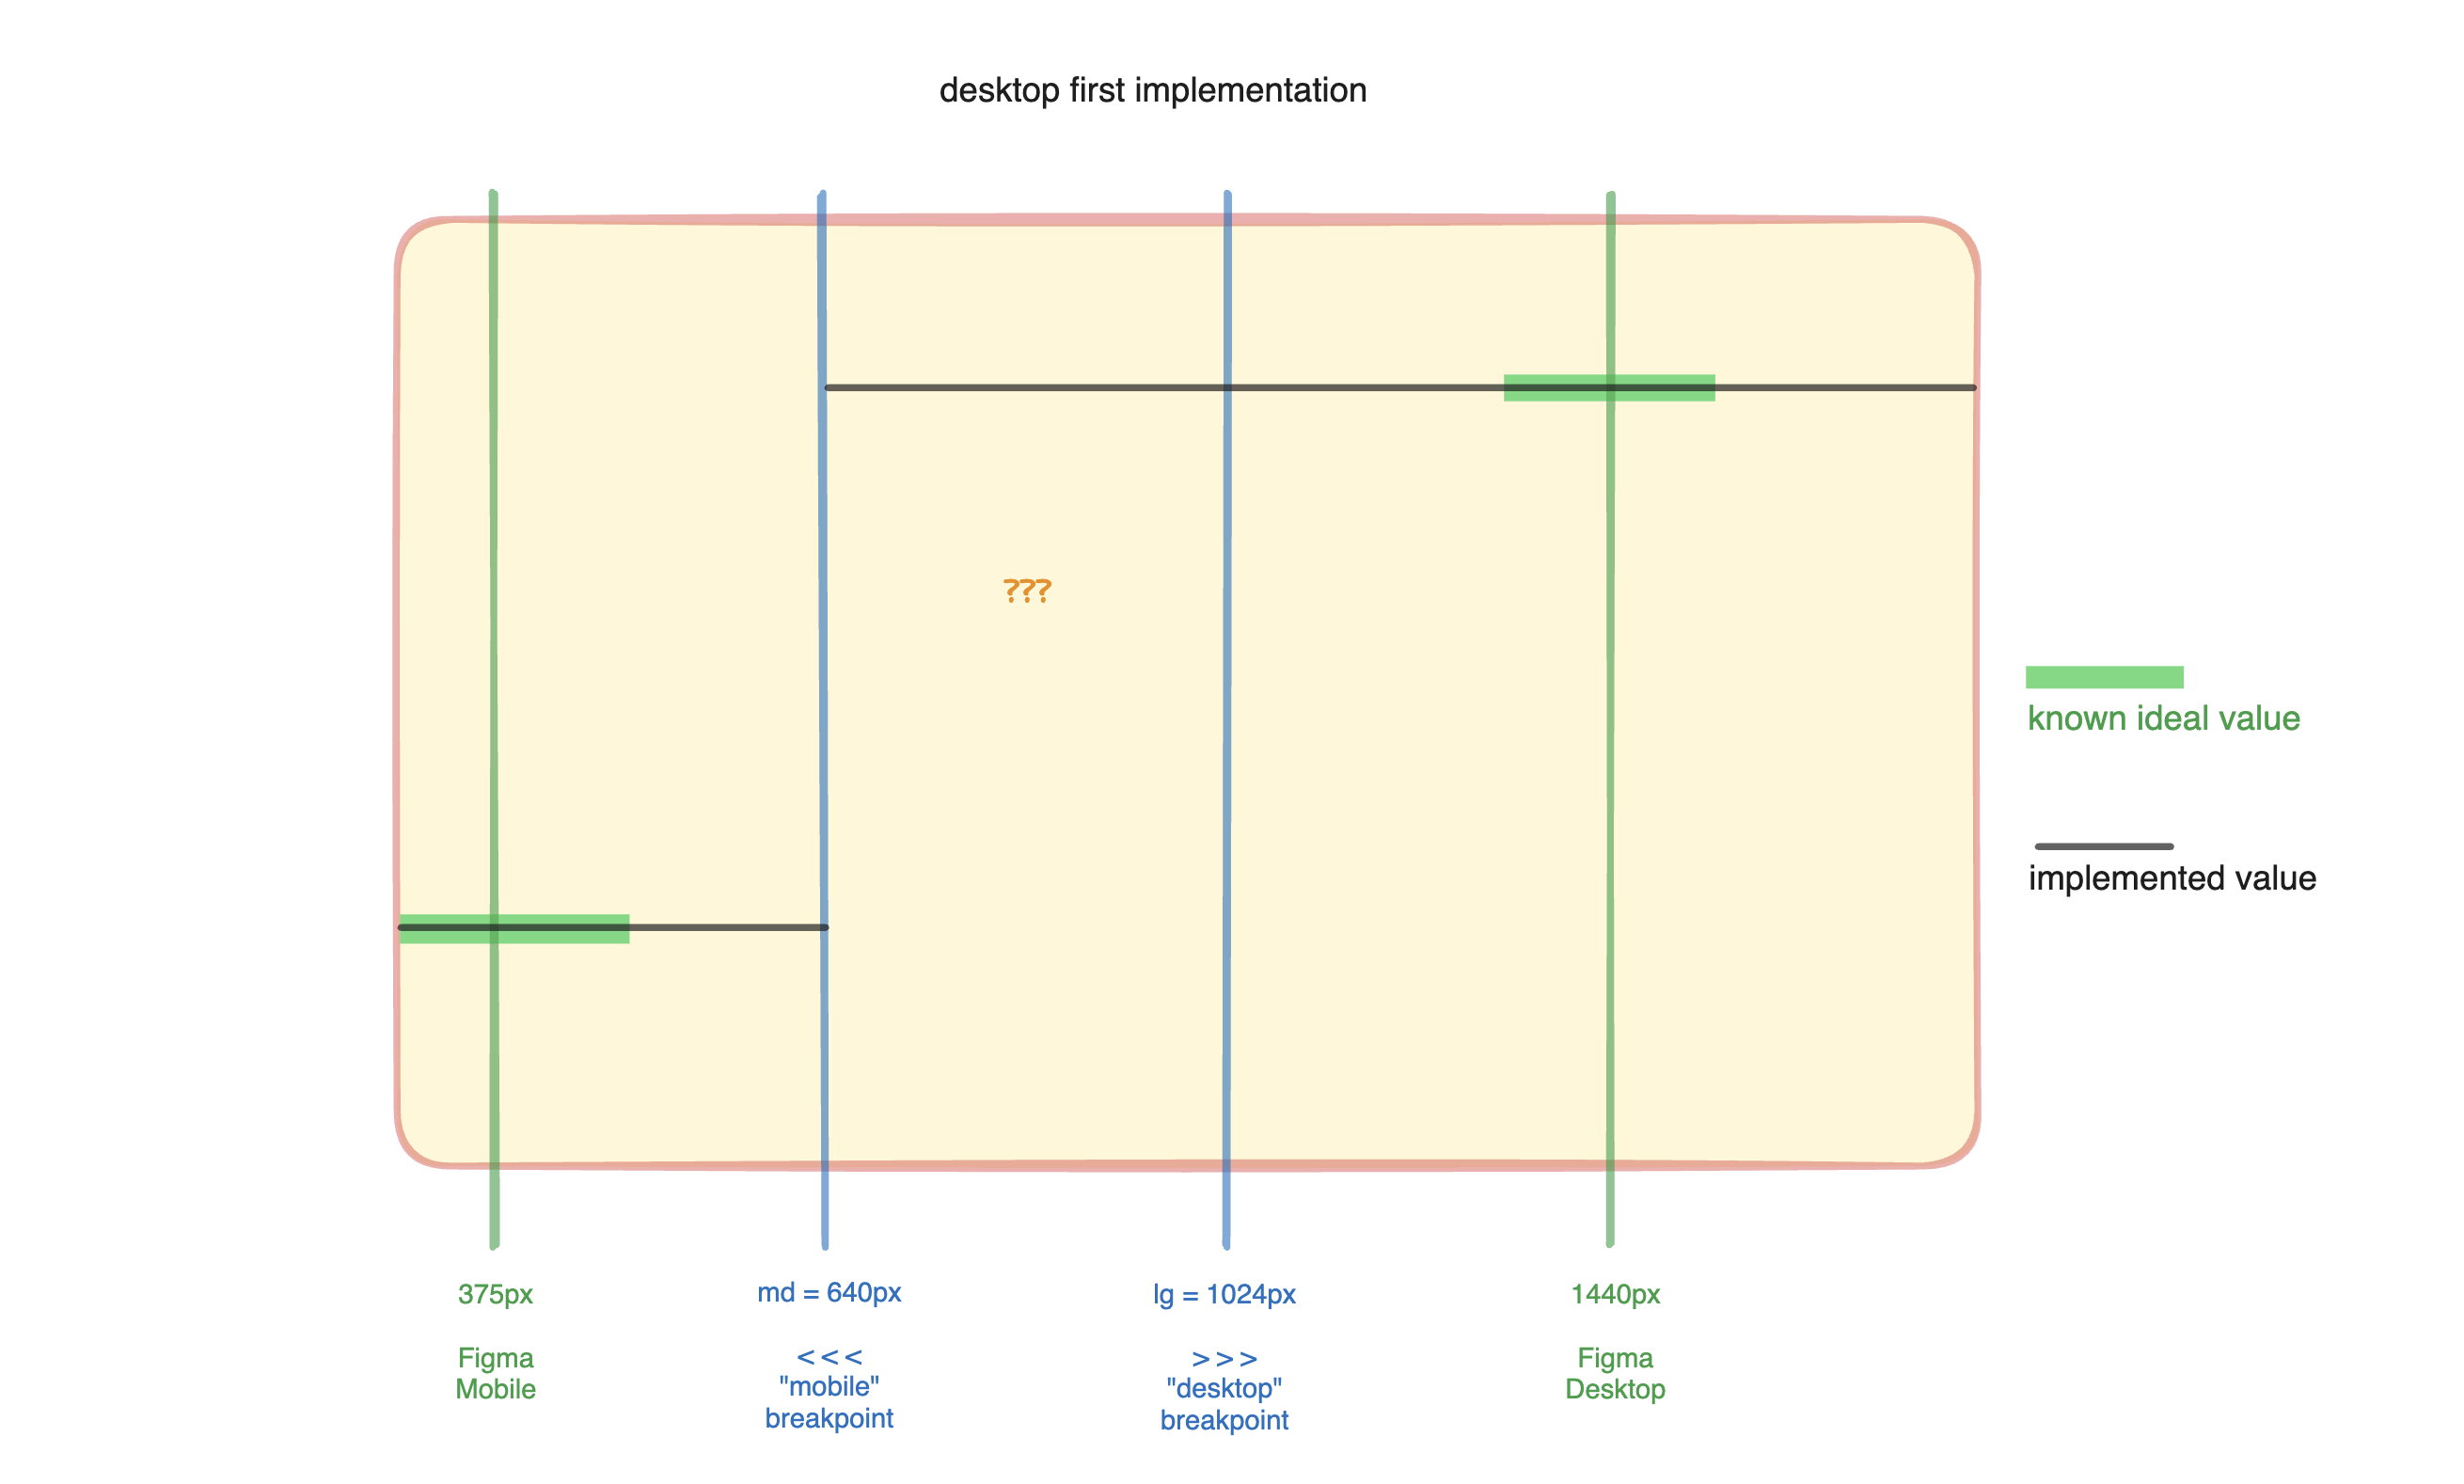 desktop first implementation
???
known ideal value
implemented value
375px
md = 640px
lg = 1024px
1440px
Figma
Mobile
<<<
"mobile"
breakpoint
>>>
"desktop"
breakpoint
Figma
Desktop